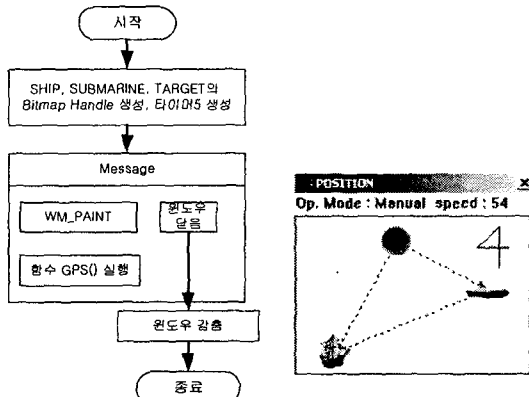 시작
SHIP, SUBMARINE, TARGET의
Bitmap Handle 생성, 타이머5 생성
Message
WM_PAINT
윈도우
닫음
함수 GPS() 실행
윈도우 감춤
종료
POSITION
Op. Mode : Manual speed : 54
4